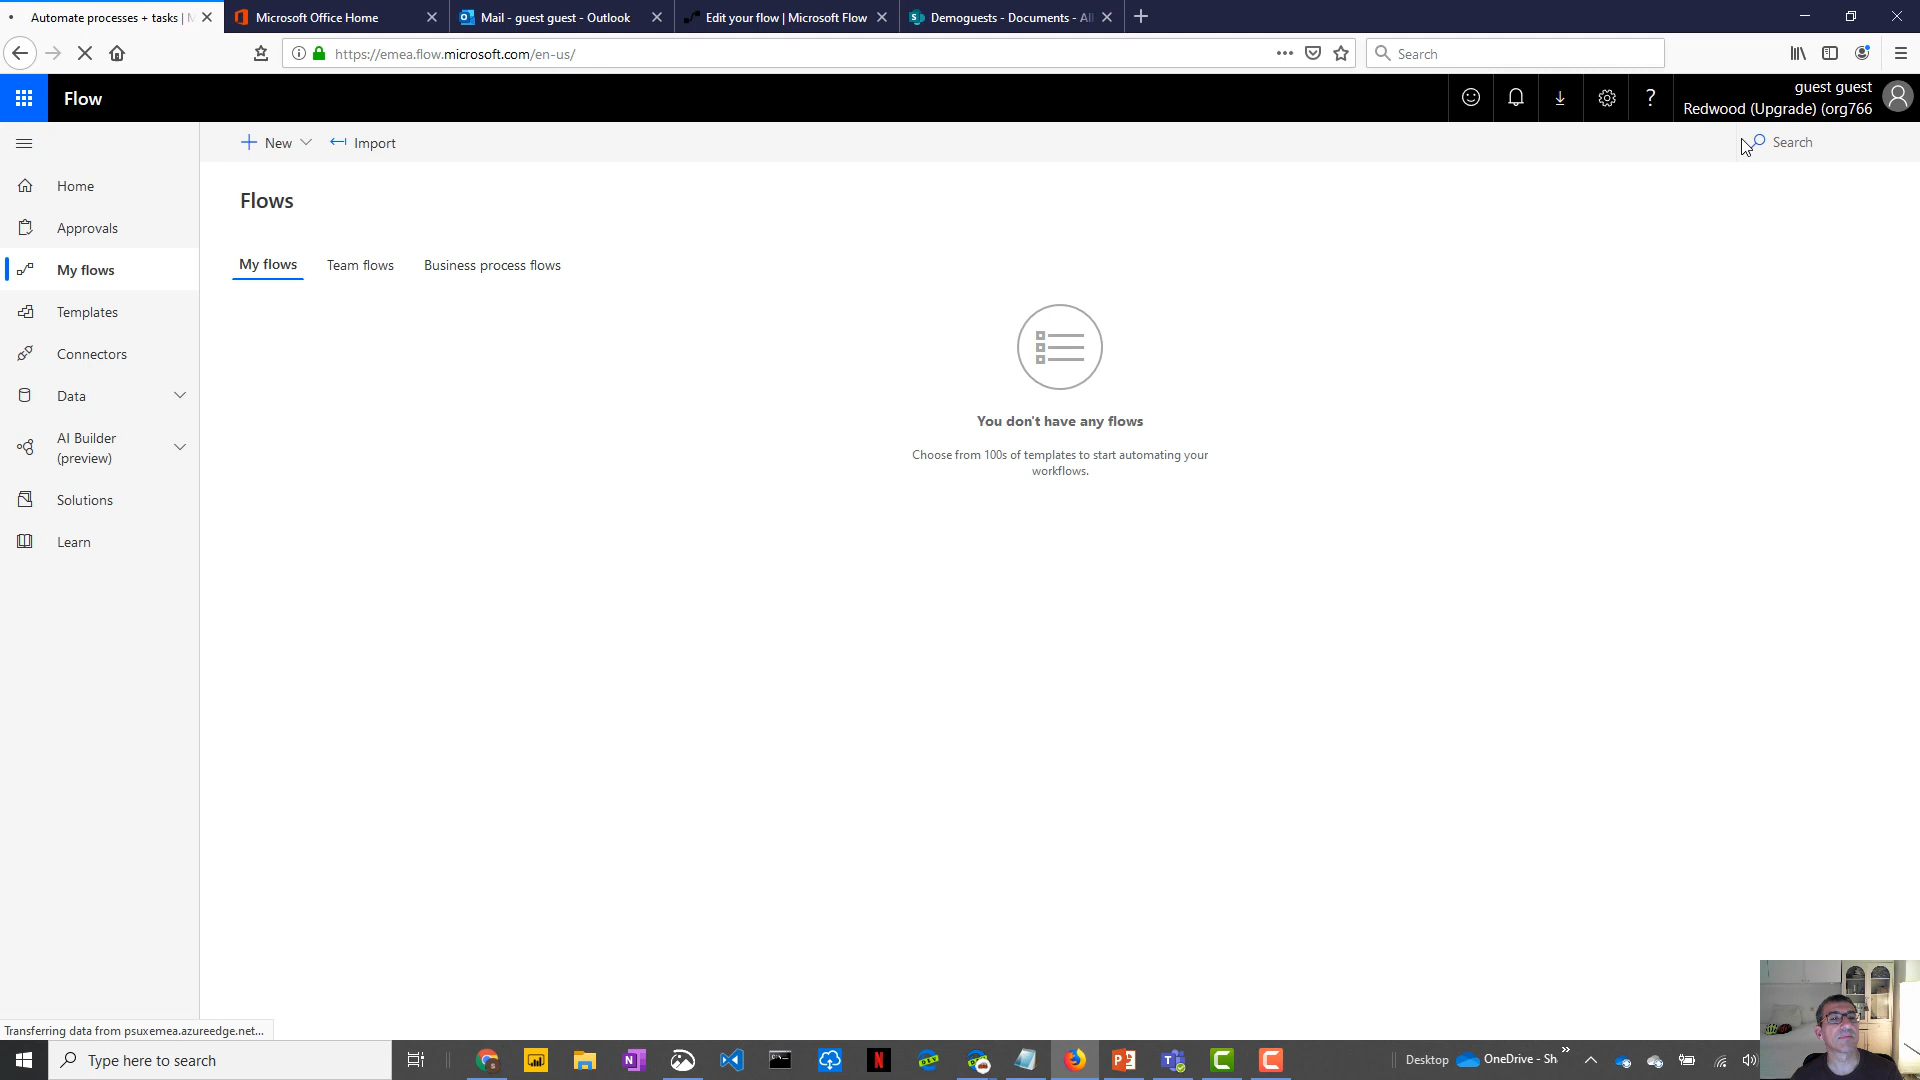 Automate processes + tasks | M
Microsoft Office Home
Mail - guest guest - Outlook
Edit your flow | Microsoft Flow
Demoguests - Documents - All
https://emea.flow.microsoft.com/en-us/
Search
Flow
guest guest
Redwood (Upgrade) (org766
New
Import
Search
Home
Approvals
My flows
Templates
Connectors
Data
AI Builder
(preview)
Solutions
Learn
Flows
My flows
Team flows
Business process flows
You don't have any flows
Choose from 100s of templates to start automating your
workflows.
Transferring data from psuxemea.azureedge.net...
Type here to search
Desktop
OneDrive - Sh